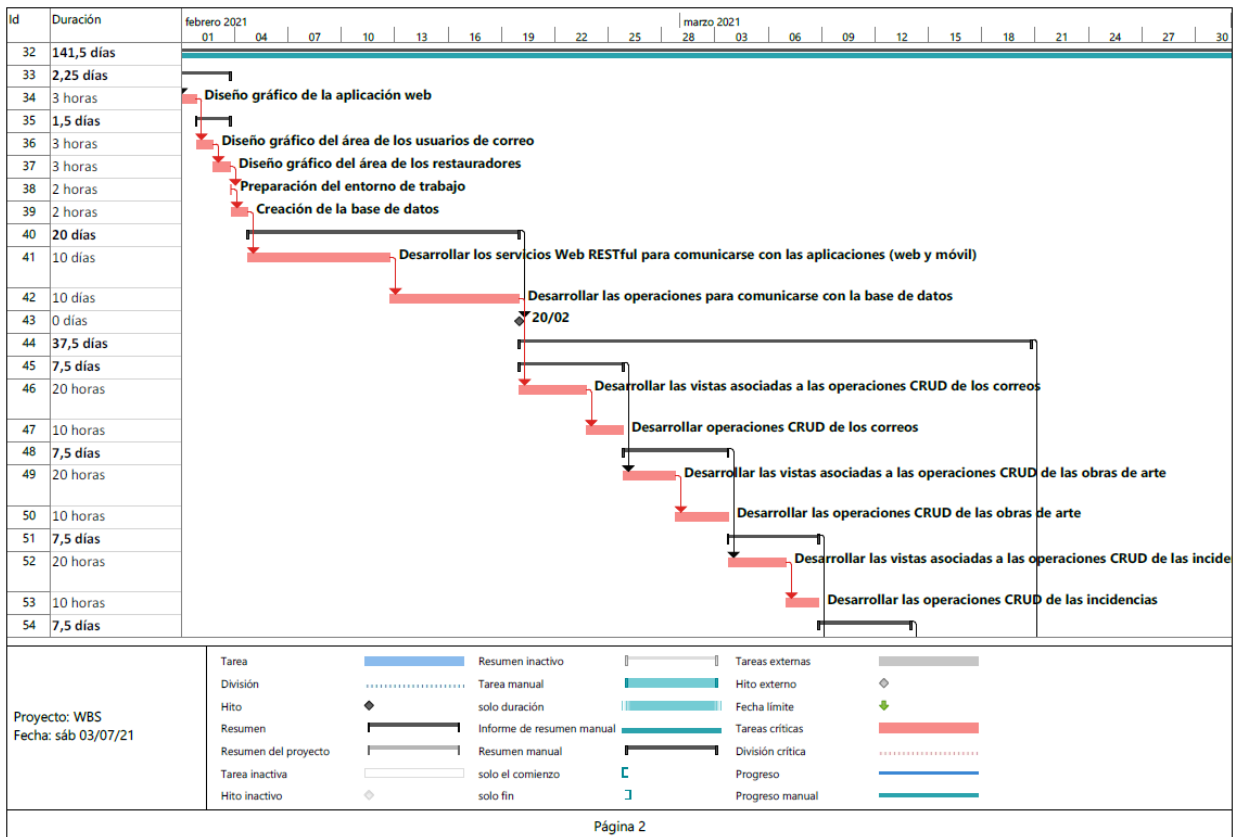 Id Duración febrero 2021 marzo 2021
01 04 07 10 13 16 19 22 25 28 03 06 09 12 15 18 21 24 27 30
32 141,5 días
33 2,25 días
34 3 horas Diseño gráfico de la aplicación web
35 1,5 días
36 3 horas Diseño gráfico del área de los usuarios de correo
37 3 horas Diseño gráfico del área de los restauradores
38 2 horas Preparación del entorno de trabajo
39 2 horas Creación de la base de datos
40 20 días
41 10 días Desarrollar los servicios Web RESTful para comunicarse con las aplicaciones (web y móvil)
42 10 días Desarrollar las operaciones para comunicarse con la base de datos
43 0 días 20/02
44 37,5 días
45 7,5 días
46 20 horas Desarrollar las vistas asociadas a las operaciones CRUD de los correos
47 10 horas Desarrollar operaciones CRUD de los correos
48 7,5 días
49 20 horas Desarrollar las vistas asociadas a las operaciones CRUD de las obras de arte
50 10 horas Desarrollar las operaciones CRUD de las obras de arte
51 7,5 días
52 20 horas Desarrollar las vistas asociadas a las operaciones CRUD de las incide
53 10 horas Desarrollar las operaciones CRUD de las incidencias
54 7,5 días
Proyecto: WBS
Fecha: sáb 03/07/21
Tarea Resumen inactivo Tareas externas
División Tarea manual Hito externo
Hito solo duración Fecha límite
Resumen Informe de resumen manual Tareas críticas
Resumen del proyecto Resumen manual División crítica
Tarea inactiva solo el comienzo Progreso
Hito inactivo solo fin Progreso manual
Página 2